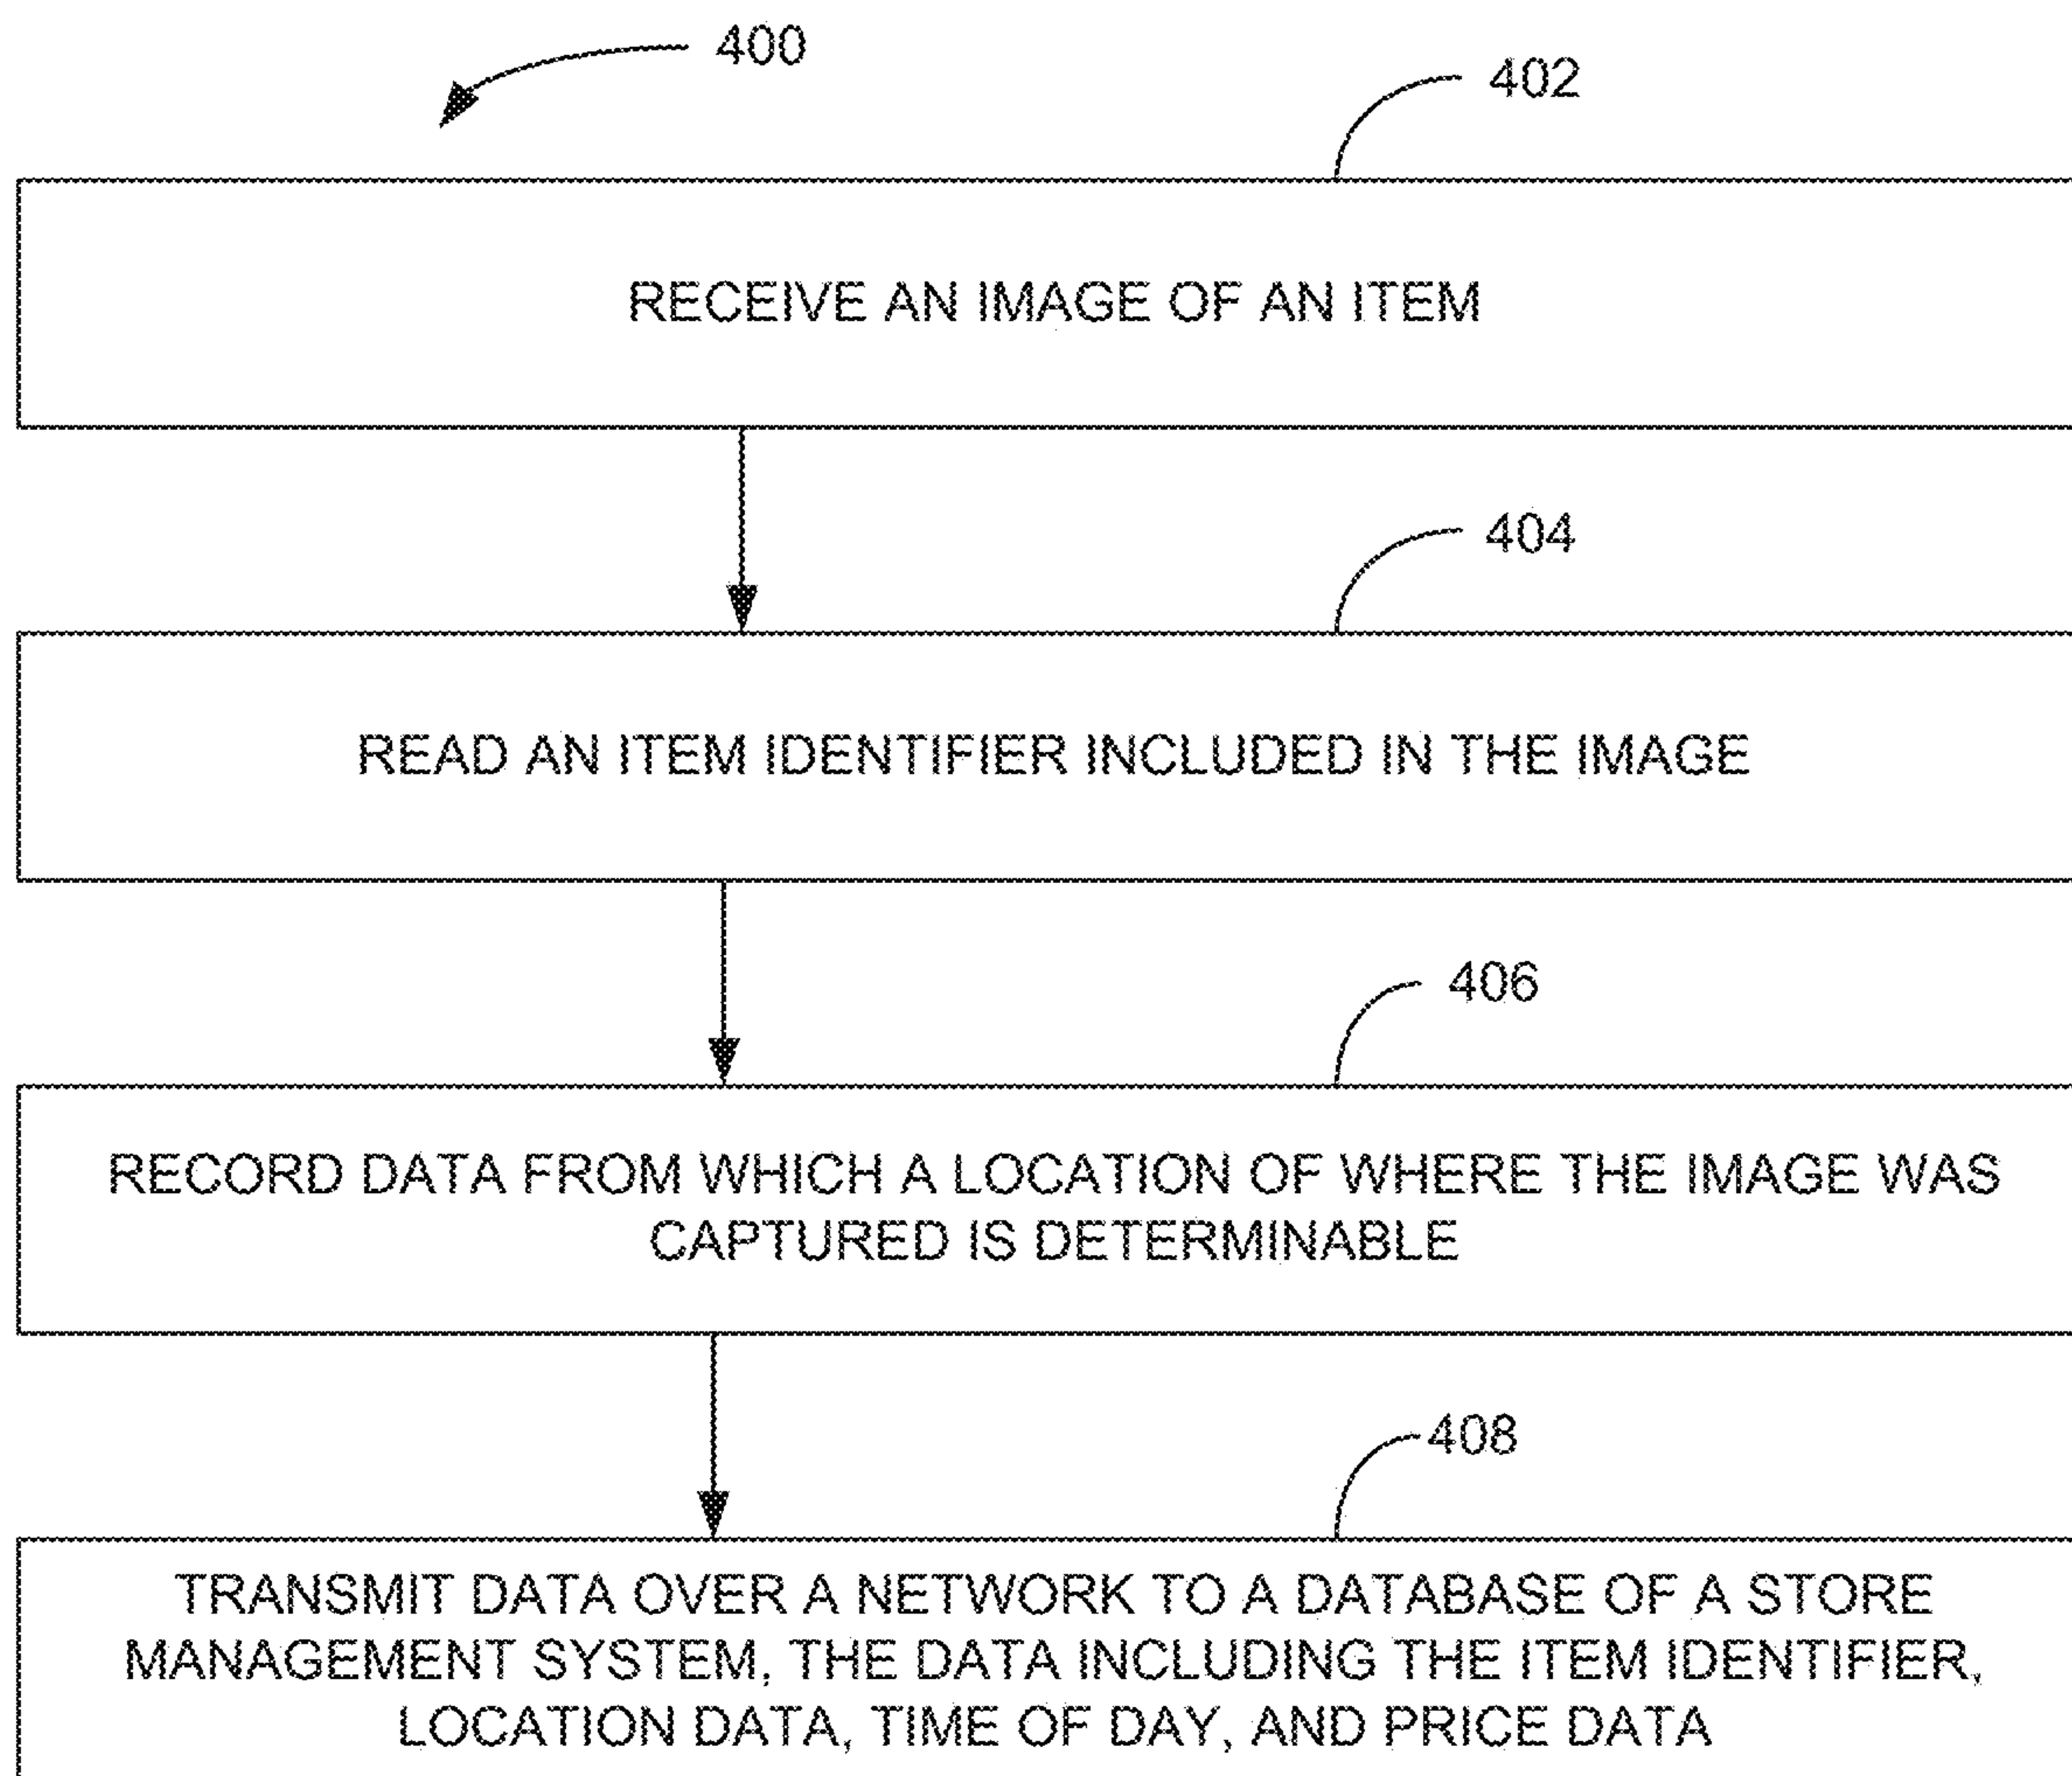 400
402
RECEIVE AN IMAGE OF AN ITEM
404
READ AN ITEM IDENTIFIER INCLUDED IN THE IMAGE
406
RECORD DATA FROM WHICH A LOCATION OF WHERE THE IMAGE WAS
CAPTURED IS DETERMINABLE
408
TRANSMIT DATA OVER A NETWORK TO A DATABASE OF A STORE
MANAGEMENT SYSTEM, THE DATA INCLUDING THE ITEM IDENTIFIER,
LOCATION DATA, TIME OF DAY, AND PRICE DATA